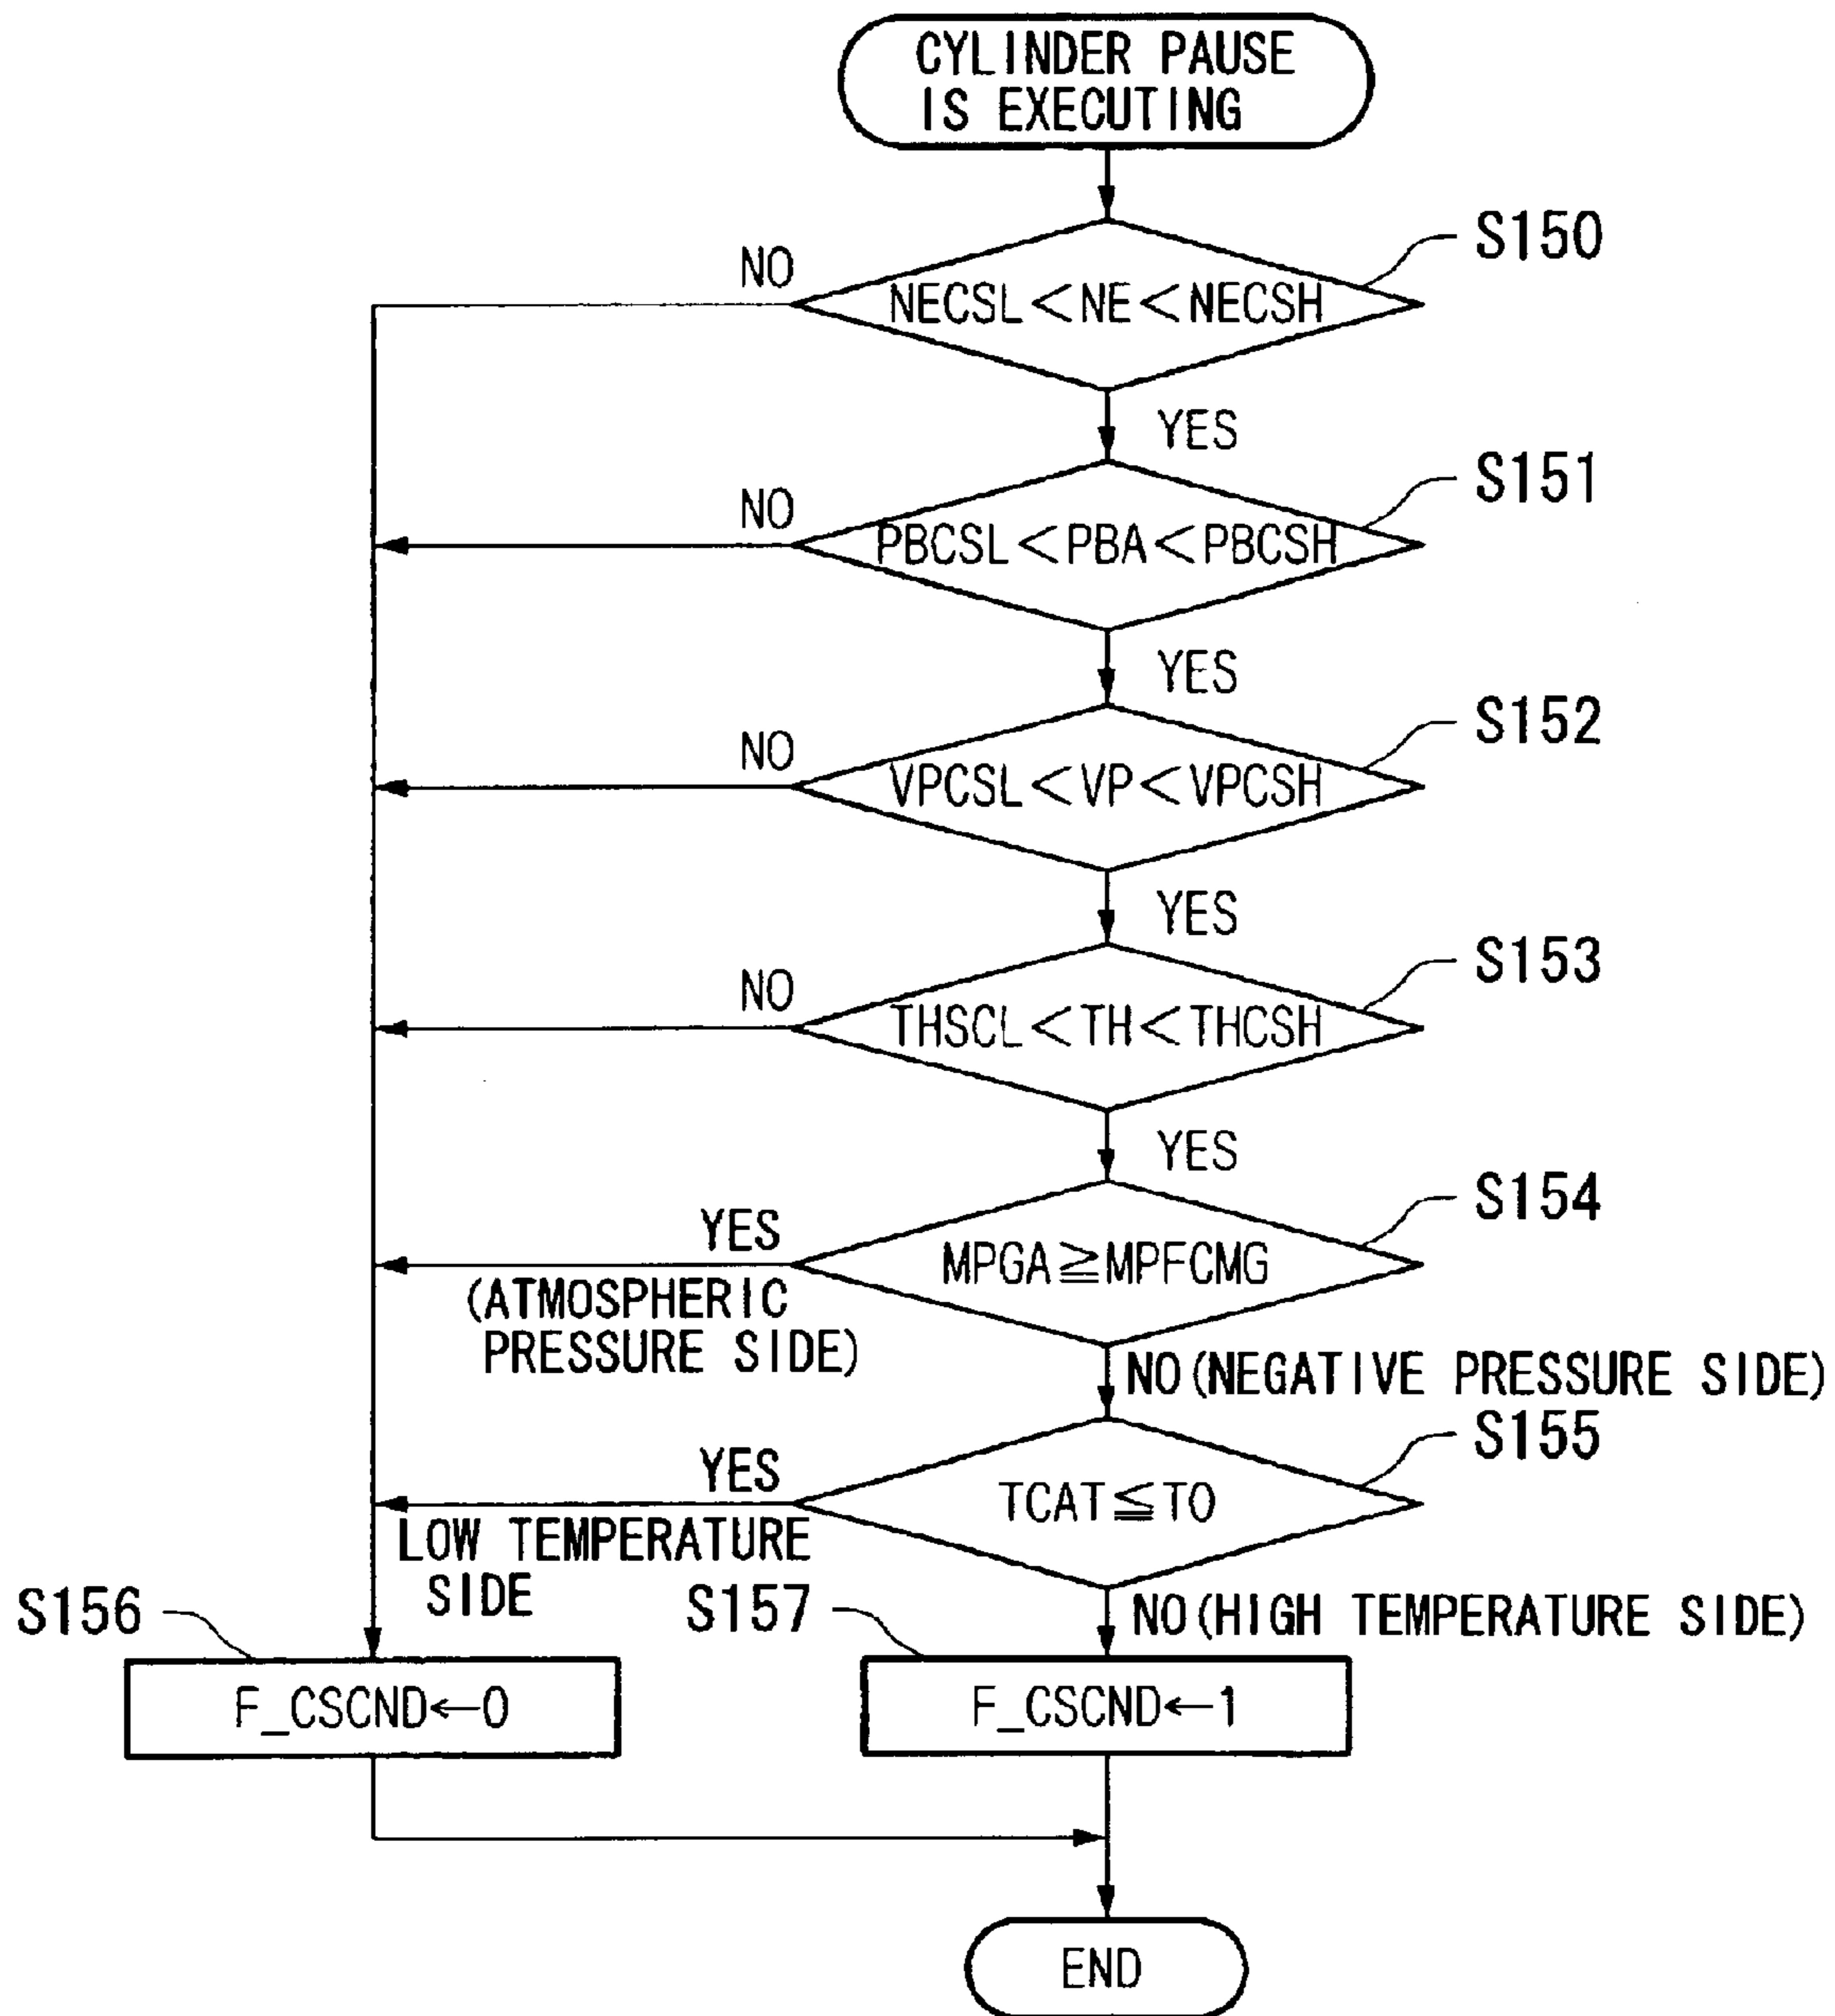 CYLINDER PAUSE
IS EXECUTING
S150
NO
NECSL<NE<NECSH
YES
S151
NO
PBCSL<PBA<PBCSH
YES
S152
NO
VPCSL<VP<VPCSH
YES
S153
NO
THSCL<TH<THCSH
YES
S154
YES
MPGA≧MPFCMG
(ATMOSPHERIC
PRESSURE SIDE)
NO(NEGATIVE PRESSURE SIDE)
S155
YES
TCAT≦TO
LOW TEMPERATURE
SIDE
S156
S157
NO(HIGH TEMPERATURE SIDE)
F_CSCND←0
F_CSCND←1
END